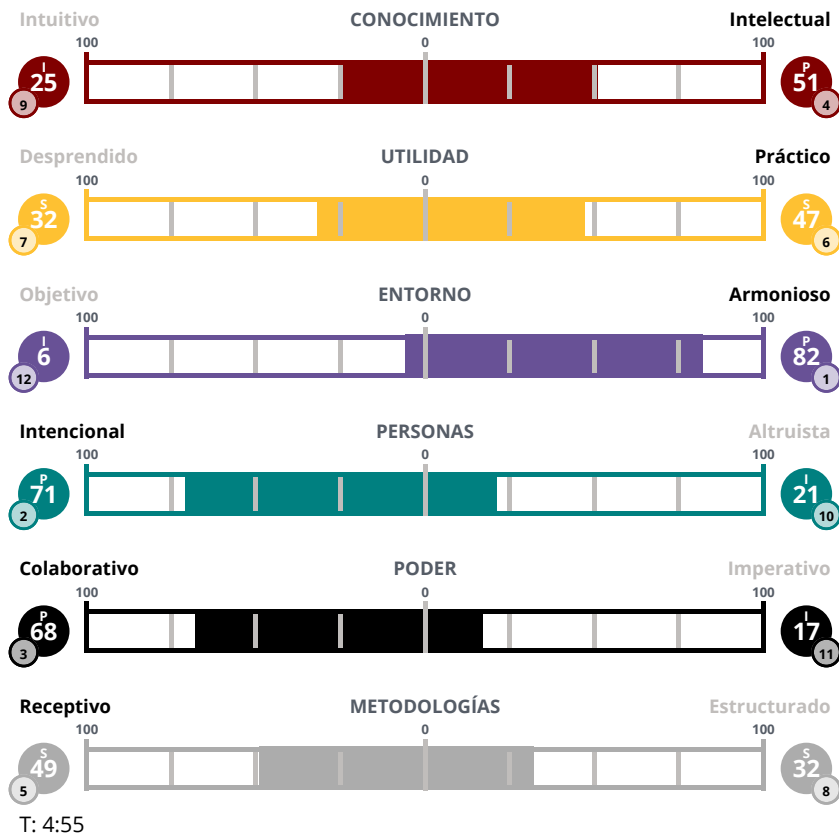 Intuitivo CONOCIMIENTO Intelectual
100 0 100
I P
25 51
9 4
Desprendido UTILIDAD Práctico
100 0 100
S S
32 47
7 6
Objetivo ENTORNO Armonioso
100 0 100
I P
6 82
12 1
Intencional PERSONAS Altruista
100 0 100
P I
71 21
2 10
Colaborativo PODER Imperativo
100 0 100
P I
68 17
3 11
Receptivo METODOLOGÍAS Estructurado
100 0 100
S S
49 32
5 8
T: 4:55